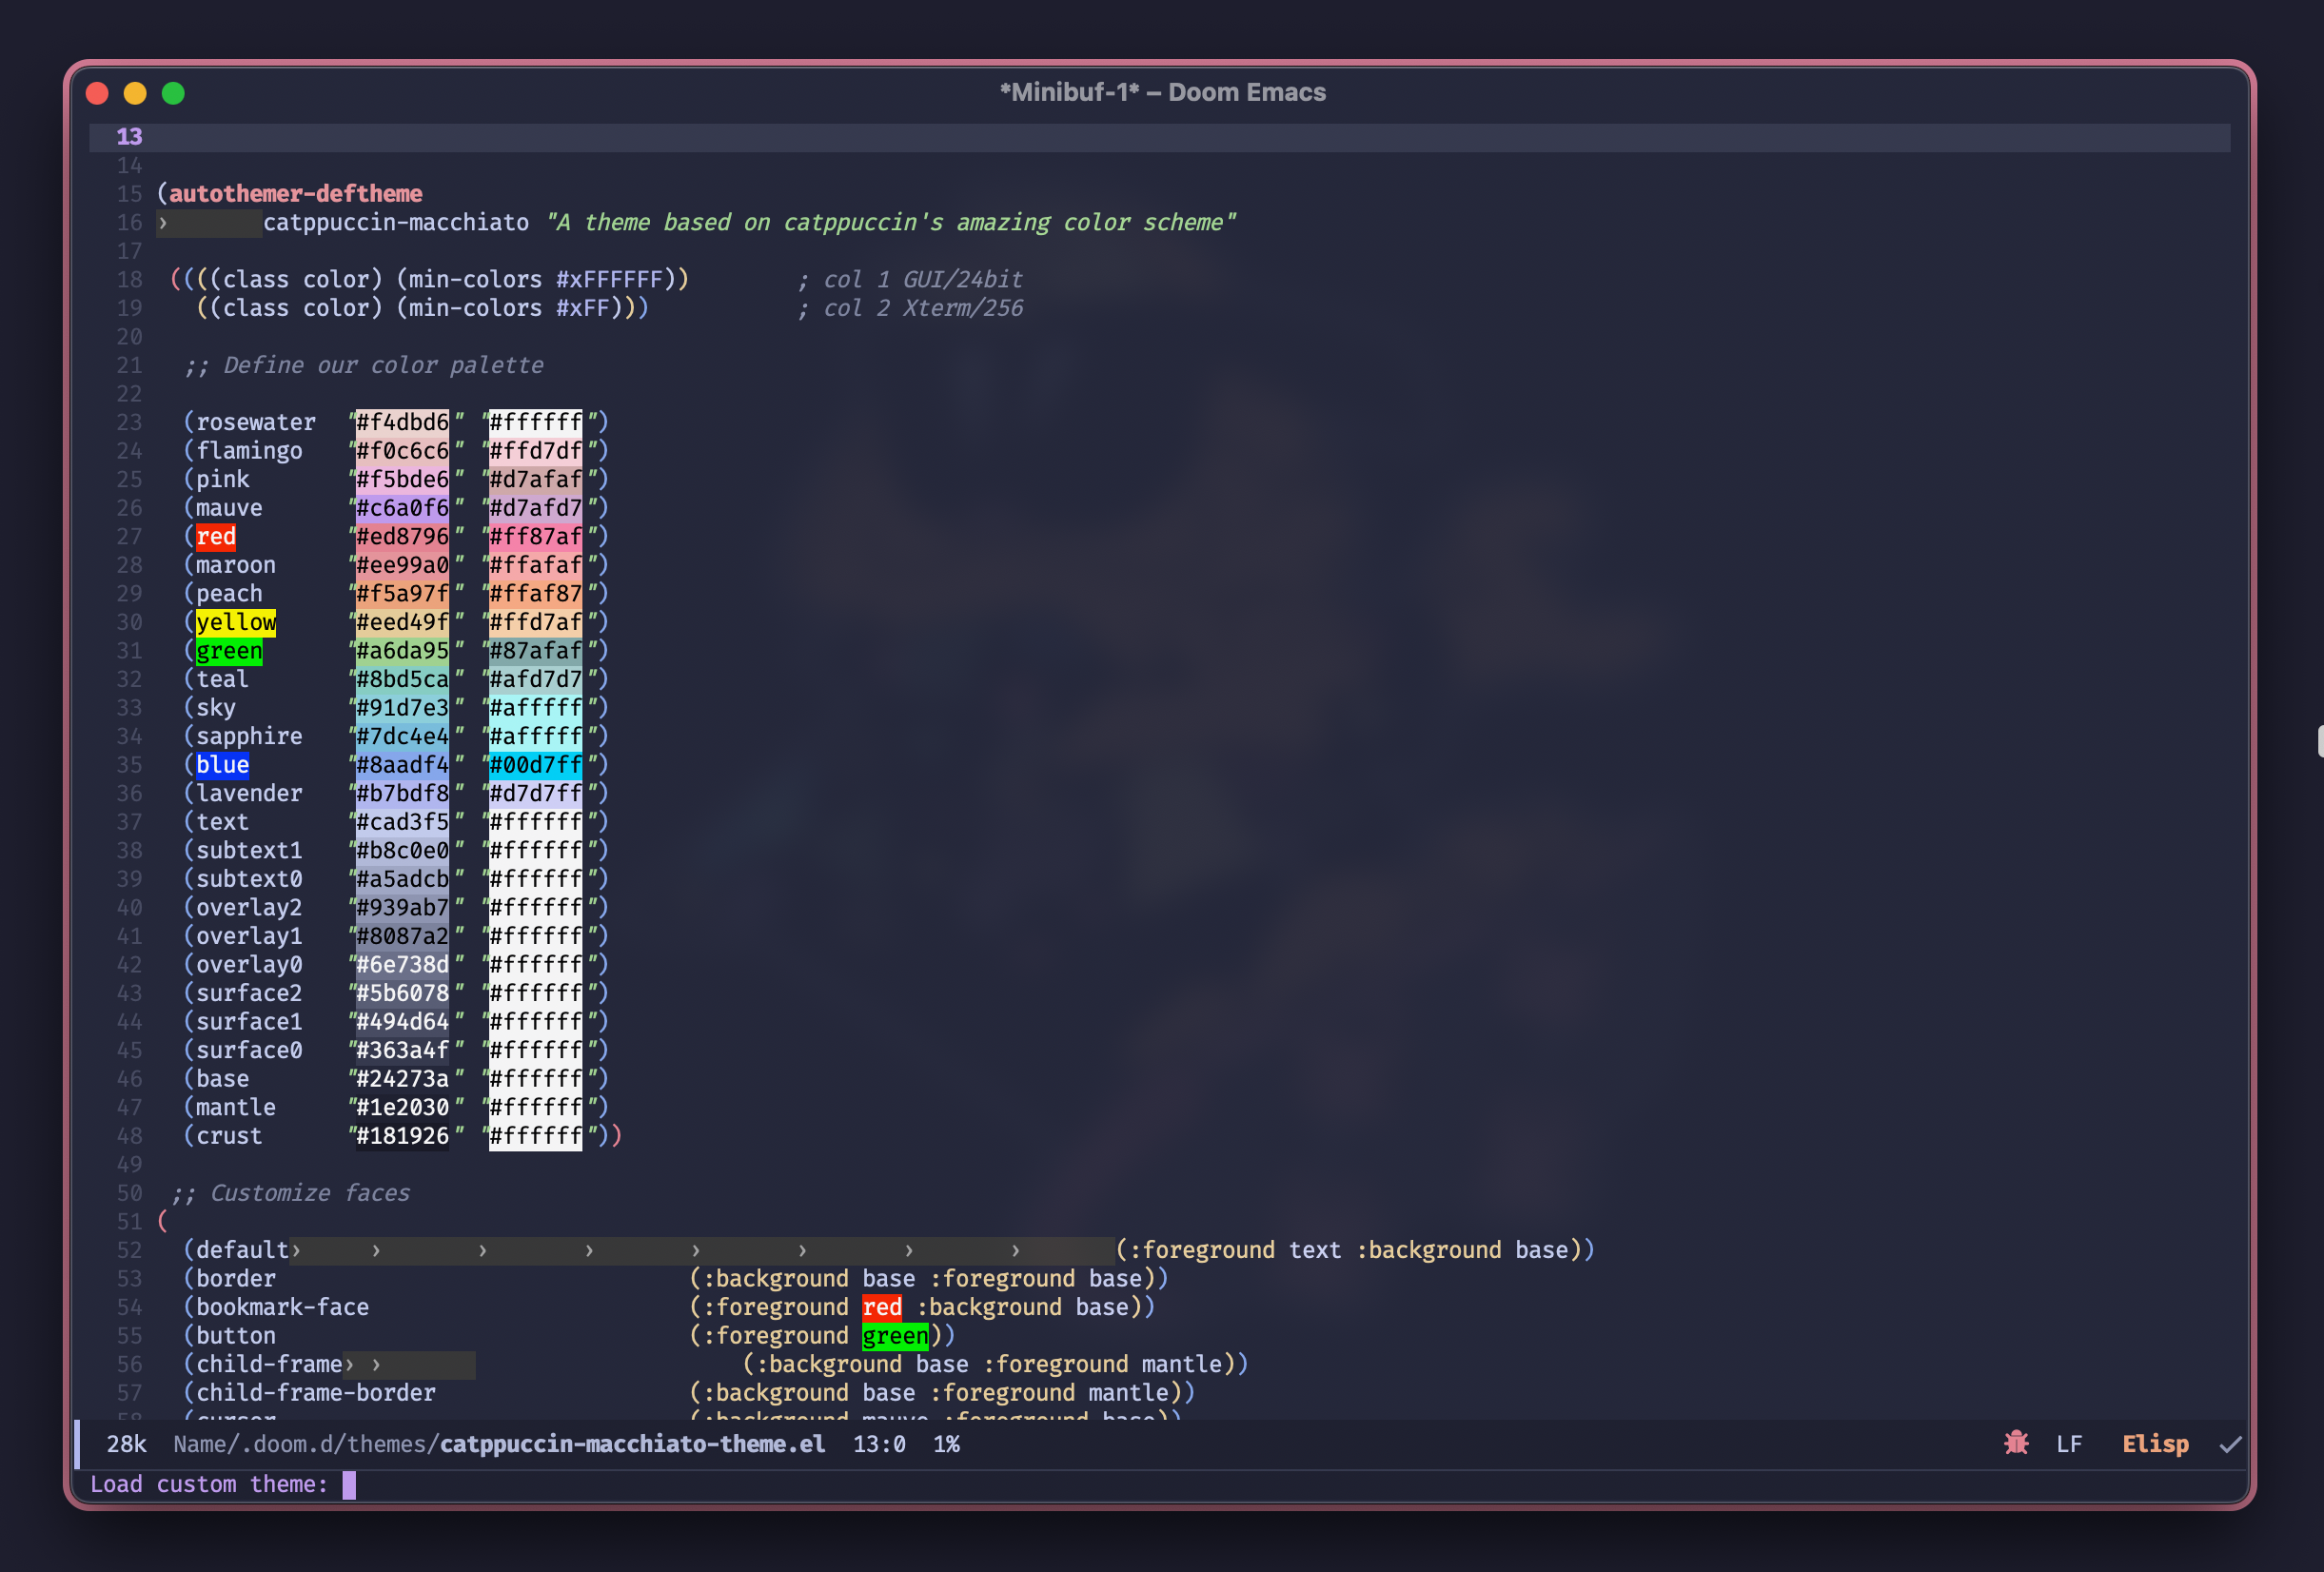 *Minibuf-1* – Doom Emacs
13
14
15 (autothemer-deftheme
16 › catppuccin-macchiato "A theme based on catppuccin's amazing color scheme"
17
18 ((((class color) (min-colors #xFFFFFF)) ; col 1 GUI/24bit
19 ((class color) (min-colors #xFF))) ; col 2 Xterm/256
20
21 ;; Define our color palette
22
23 (rosewater "#f4dbd6" "#ffffff")
24 (flamingo "#f0c6c6" "#ffd7df")
25 (pink "#f5bde6" "#d7afaf")
26 (mauve "#c6a0f6" "#d7afd7")
27 (red "#ed8796" "#ff87af")
28 (maroon "#ee99a0" "#ffafaf")
29 (peach "#f5a97f" "#ffaf87")
30 (yellow "#eed49f" "#ffd7af")
31 (green "#a6da95" "#87afaf")
32 (teal "#8bd5ca" "#afd7d7")
33 (sky "#91d7e3" "#afffff")
34 (sapphire "#7dc4e4" "#afffff")
35 (blue "#8aadf4" "#00d7ff")
36 (lavender "#b7bdf8" "#d7d7ff")
37 (text "#cad3f5" "#ffffff")
38 (subtext1 "#b8c0e0" "#ffffff")
39 (subtext0 "#a5adcb" "#ffffff")
40 (overlay2 "#939ab7" "#ffffff")
41 (overlay1 "#8087a2" "#ffffff")
42 (overlay0 "#6e738d" "#ffffff")
43 (surface2 "#5b6078" "#ffffff")
44 (surface1 "#494d64" "#ffffff")
45 (surface0 "#363a4f" "#ffffff")
46 (base "#24273a" "#ffffff")
47 (mantle "#1e2030" "#ffffff")
48 (crust "#181926" "#ffffff"))
49
50 ;; Customize faces
51 (
52 (default› › › › › › › › (:foreground text :background base))
53 (border (:background base :foreground base))
54 (bookmark-face (:foreground red :background base))
55 (button (:foreground green))
56 (child-frame› › (:background base :foreground mantle))
57 (child-frame-border (:background base :foreground mantle))
58 (cursor (:background mauve :foreground base))
28k Name/.doom.d/themes/catppuccin-macchiato-theme.el 13:0 1% LF Elisp
Load custom theme: